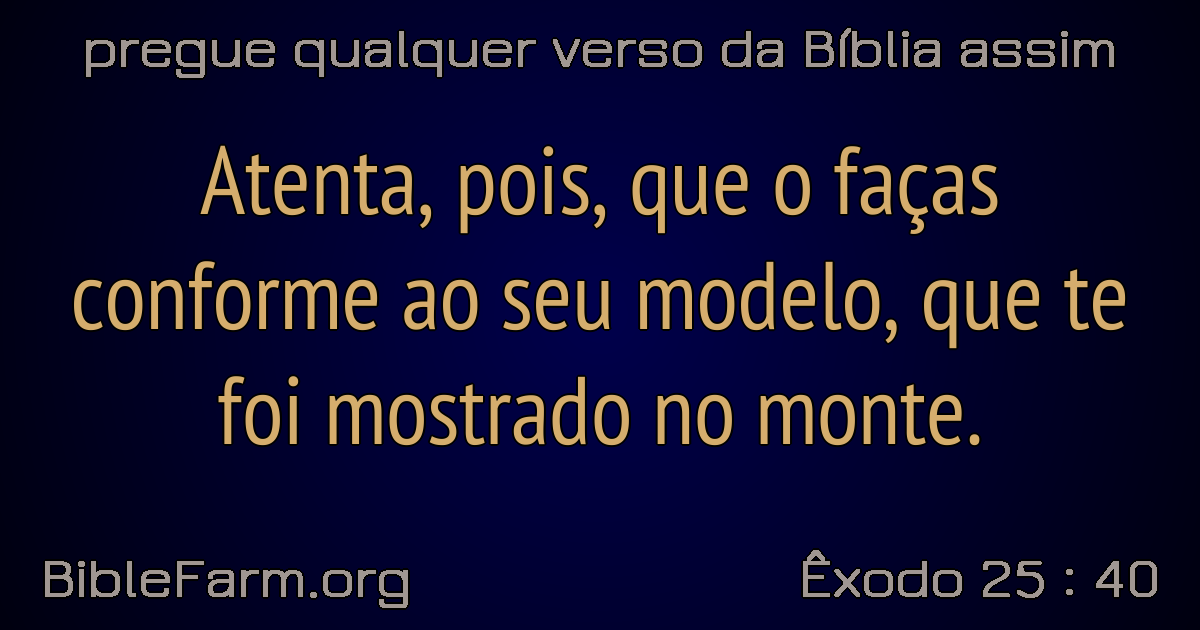 pregue qualquer verso da Bíblia assim
Atenta, pois, que o faças
conforme ao seu modelo, que te
foi mostrado no monte.
BibleFarm.org
Êxodo 25 : 40